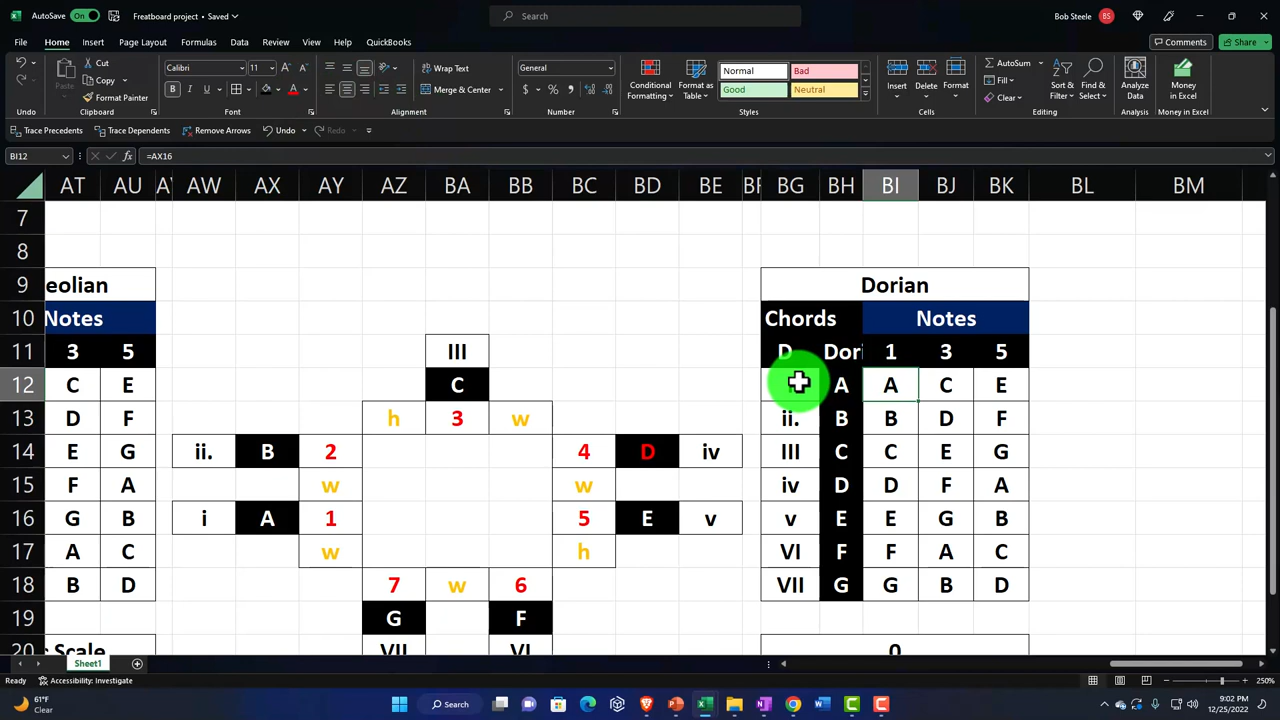 AutoSave On Freatboard project • Saved Search Bob Steele BS
File Home Insert Page Layout Formulas Data Review View Help QuickBooks Comments Share
Paste Cut Copy Format Painter Calibri 11 B I U Wrap Text Merge & Center General $ % Conditional Formatting Format as Table Normal Bad Good Neutral Insert Delete Format AutoSum Fill Clear Sort & Filter Find & Select Analyze Data Money in Excel
Undo Clipboard Font Alignment Number Styles Cells Editing Analysis Money in Excel
Trace Precedents Trace Dependents Remove Arrows Undo Redo
BI12 fx =AX16
AT AU AW AX AY AZ BA BB BC BD BE BF BG BH BI BJ BK BL BM
7
8
9 eolian Dorian
10 Notes Chords Notes
11 3 5 III D Dori 1 3 5
12 C E C A A C E
13 D F h 3 w ii. B B D F
14 E G ii. B 2 4 D iv III C C E G
15 F A w w iv D D F A
16 G B i A 1 5 E v v E E G B
17 A C w h VI F F A C
18 B D 7 w 6 VII G G B D
19 G F
20 Scale VII VI 0
Sheet1
Ready Accessibility: Investigate 250%
61°F
Clear
Search
9:02 PM
12/25/2022